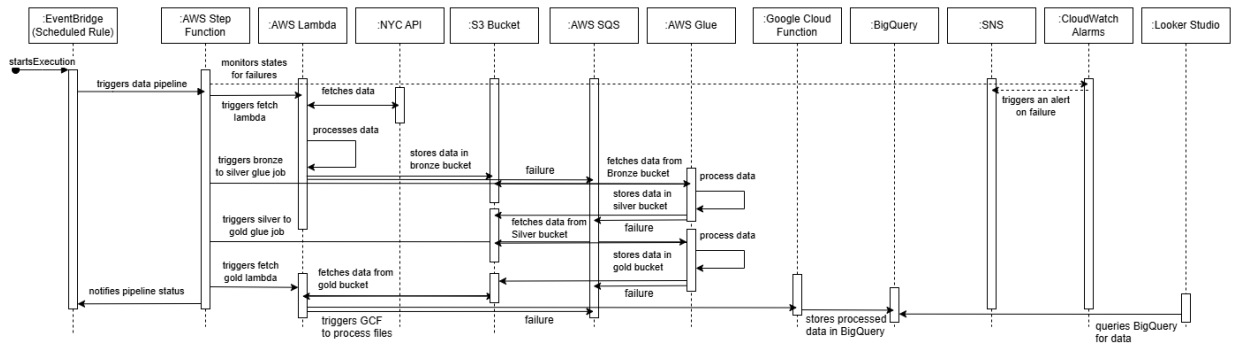 :EventBridge
(Scheduled Rule)
:AWS Step
Function
:AWS Lambda
:NYC API
:S3 Bucket
:AWS SQS
:AWS Glue
:Google Cloud
Function
:BigQuery
:SNS
:CloudWatch
Alarms
:Looker Studio
startsExecution
monitors states
for failures
triggers data pipeline
fetches data
triggers fetch
lambda
triggers an alert
on failure
processes data
stores data in
bronze bucket
triggers bronze
to silver glue job
failure
fetches data from
Bronze bucket
process data
stores data in
silver bucket
triggers silver to
gold glue job
fetches data from
Silver bucket
failure
process data
stores data in
gold bucket
triggers fetch
gold lambda
fetches data from
gold bucket
failure
notifies pipeline status
triggers GCF
to process files
failure
stores processed
data in BigQuery
queries BigQuery
for data